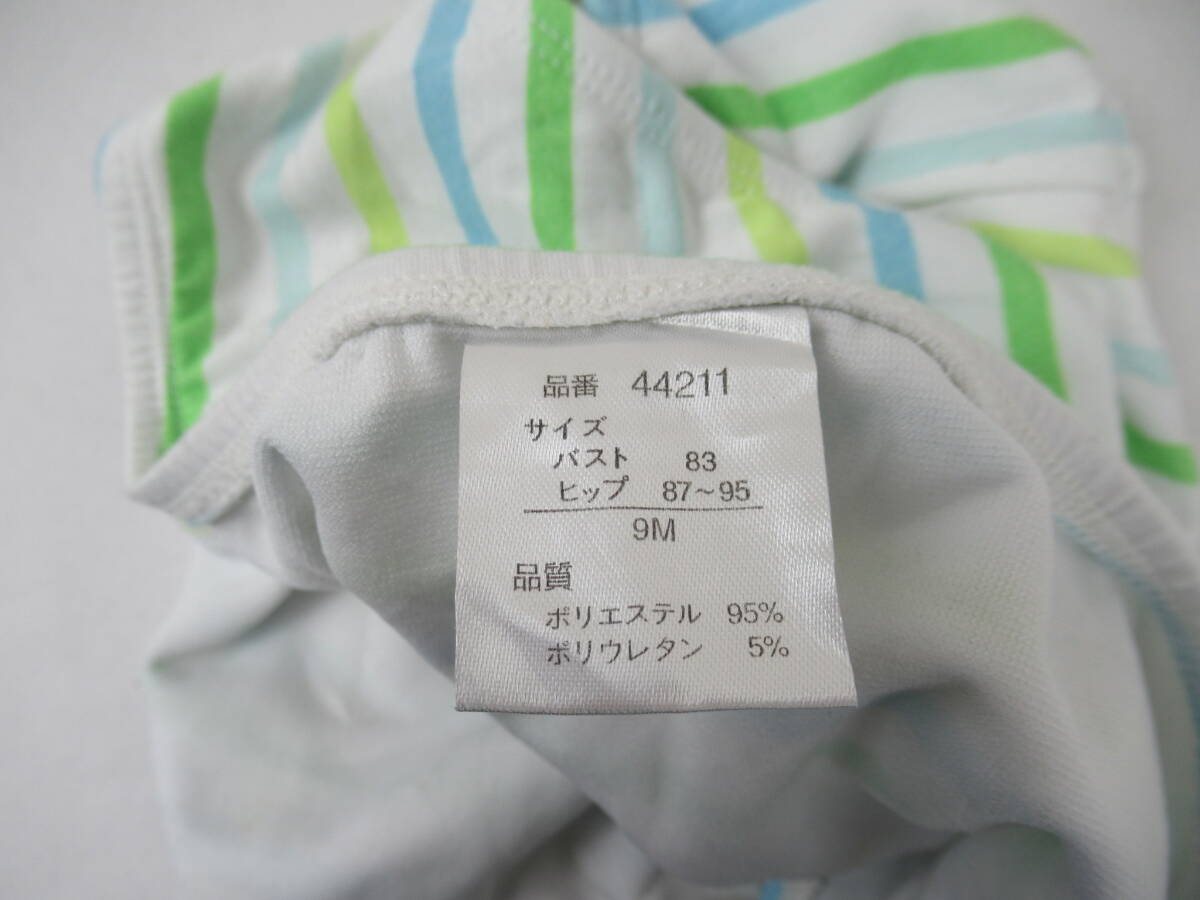 品番 44211
サイズ
バスト 83
ヒップ 87～95
9M
品質
ポリエステル 95%
ポリウレタン 5%